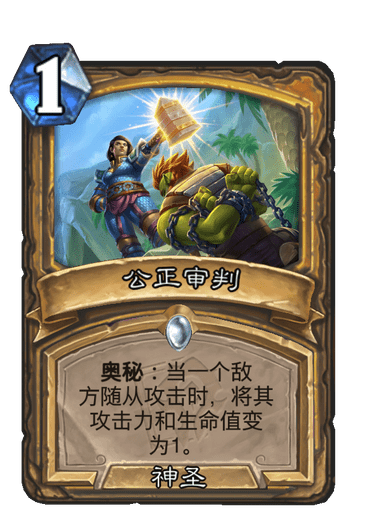 1
公正审判
奥秘：当一个敌
方随从攻击时，将其
攻击力和生命值变
为1。
神圣